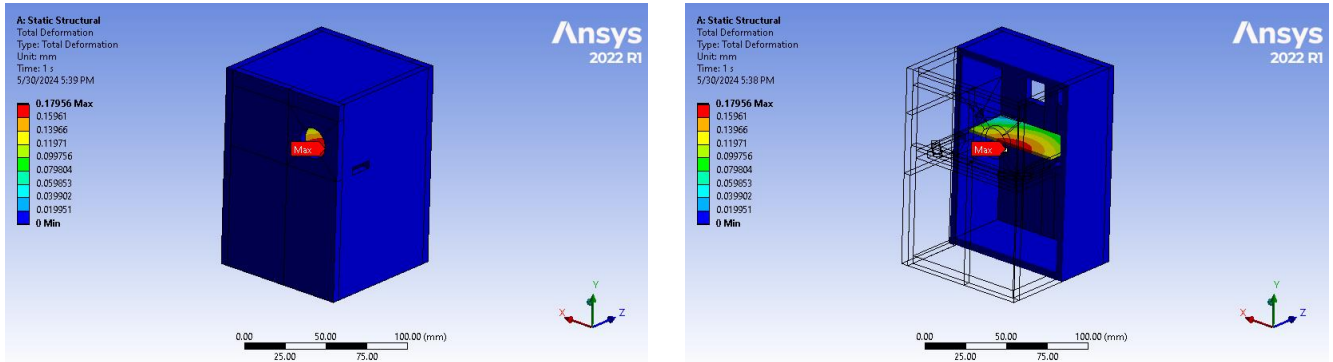 A: Static Structural
Total Deformation
Type: Total Deformation
Unit: mm
Time: 1 s
5/30/2024 5:39 PM
0.17956 Max
0.15961
0.13966
0.11971
0.099756
0.079804
0.059853
0.039902
0.019951
0 Min
Ansys
2022 R1
Max
Y
X
Z
0.00 50.00 100.00 (mm)
25.00 75.00
A: Static Structural
Total Deformation
Type: Total Deformation
Unit: mm
Time: 1 s
5/30/2024 5:38 PM
0.17956 Max
0.15961
0.13966
0.11971
0.099756
0.079804
0.059853
0.039902
0.019951
0 Min
Ansys
2022 R1
Max
Y
X
Z
0.00 50.00 100.00 (mm)
25.00 75.00